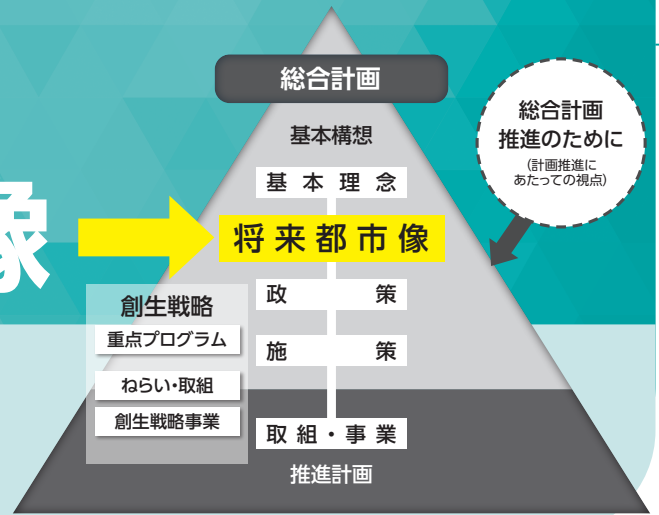 総合計画
基本構想
基本理念
将来都市像
政策
施策
取組・事業
推進計画
像
創生戦略
重点プログラム
ねらい・取組
創生戦略事業
総合計画
推進のために
(計画推進に
あたっての視点)